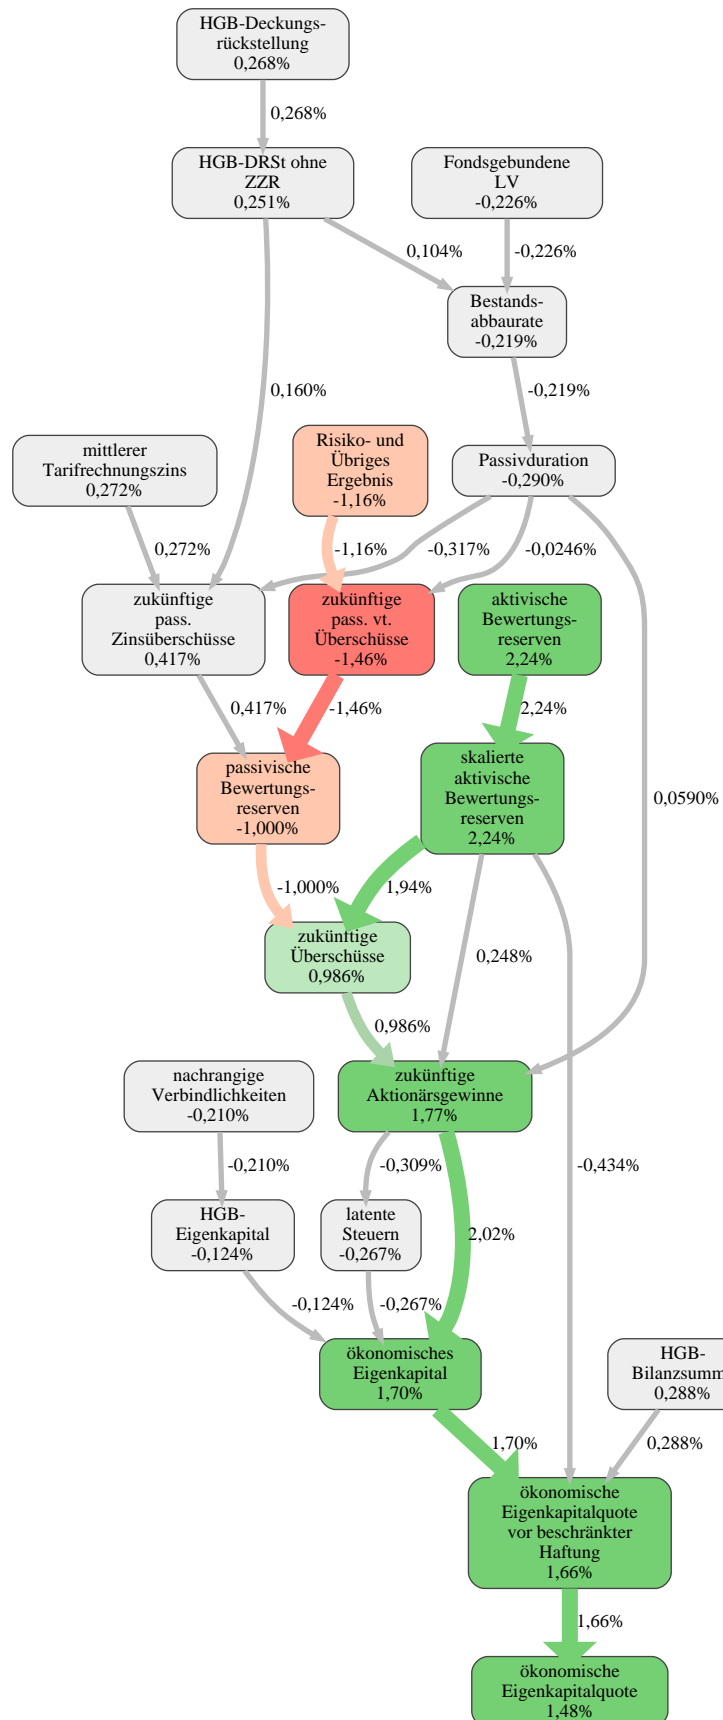 HGB-Deckungs-
rückstellung
0,268%
0,268%
HGB-DRSt ohne
ZZR
0,251%
Fondsgebundene
LV
-0,226%
0,104%
-0,226%
Bestands-
abbaurate
-0,219%
0,160%
-0,219%
mittlerer
Tarifrechnungszins
0,272%
Risiko- und
Übriges
Ergebnis
-1,16%
Passivduration
-0,290%
0,272%
-1,16%
-0,317%
-0,0246%
zukünftige
pass.
Zinsüberschüsse
0,417%
zukünftige
pass. vt.
Überschüsse
-1,46%
aktivische
Bewertungs-
reserven
2,24%
0,417%
-1,46%
2,24%
passivische
Bewertungs-
reserven
-1,000%
skalierte
aktivische
Bewertungs-
reserven
2,24%
0,0590%
-1,000%
1,94%
zukünftige
Überschüsse
0,986%
0,248%
0,986%
nachrangige
Verbindlichkeiten
-0,210%
zukünftige
Aktionärsgewinne
1,77%
-0,210%
-0,309%
-0,434%
HGB-
Eigenkapital
-0,124%
latente
Steuern
-0,267%
2,02%
-0,124%
-0,267%
ökonomisches
Eigenkapital
1,70%
HGB-
Bilanzsumm
0,288%
1,70%
0,288%
ökonomische
Eigenkapitalquote
vor beschränkter
Haftung
1,66%
1,66%
ökonomische
Eigenkapitalquote
1,48%